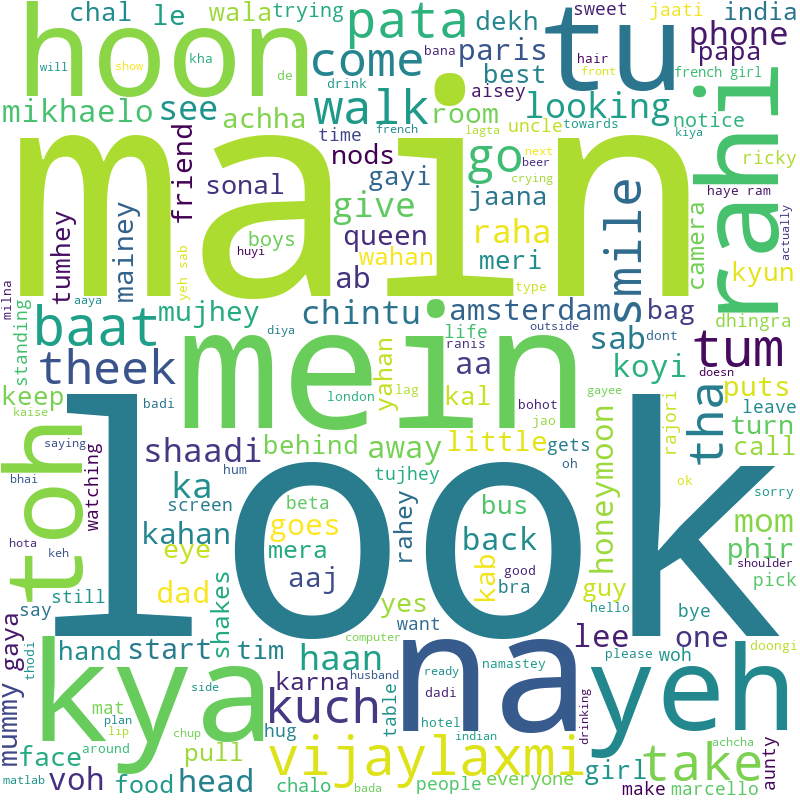 chal le wala trying pata dekh sweet jaati india
hoon come paris tu phone
will kha show de bana hair front best papa french girl
mikhaelo see achha drink walk room aisey looking notice
time french uncle towards kiya
main friend nods lagta go next beer crying rahi ricky
sonal gayi jaana haye ram actually
tumhey mainey boys give queen raha smile camera
huyi wahan meri kyun
yeh sab ab type
milna aaya mujhey chintu amsterdam bag dhingra
standing baat diya life ranis outside sab dont tum
theek mein yahan london aa koyi doesn
keep kaise badi lag kal bohot jao gayee puts leave
toh saying shaadi behind away little gets honeymoon rajori tha turn
bhai watching hum tujhey oh call
ka screen look ok
hota kahan beta rahey bus sorry
keh eye goes mera back mom
aaj kab good guy phir shoulder
say still dad shakes yes bra hello pick
computer want bye
mummy gaya thodi hand start tim haan lee one doongi
kya ready namastey na please woh yeh
mat side karna husband dadi kuch table
plan lip hug hotel indian drinking
face around chup pull vijaylaxmi girl take achcha aunty
matlab voh food head chalo bada people everyone make marcello